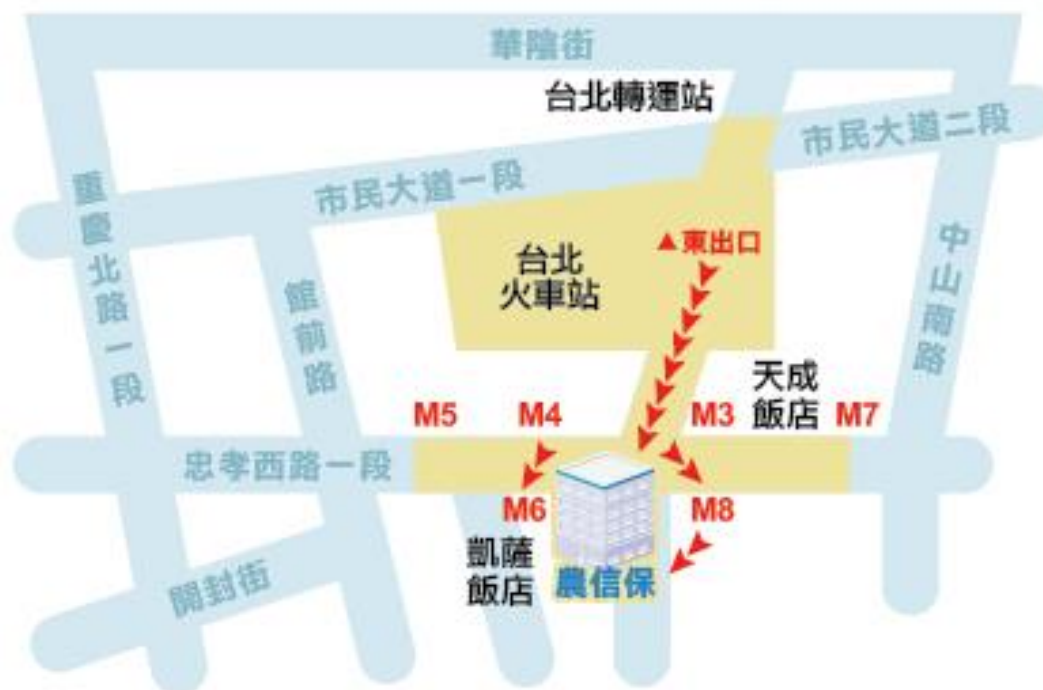 華陰街
台北轉運站
市民大道二段
市民大道一段
重慶北路一段
館前路
台北
火車站
▲東出口
中山南路
天成
飯店
M5
M4
M3
M7
忠孝西路一段
M6
M8
凱薩
飯店
農信保
開封街